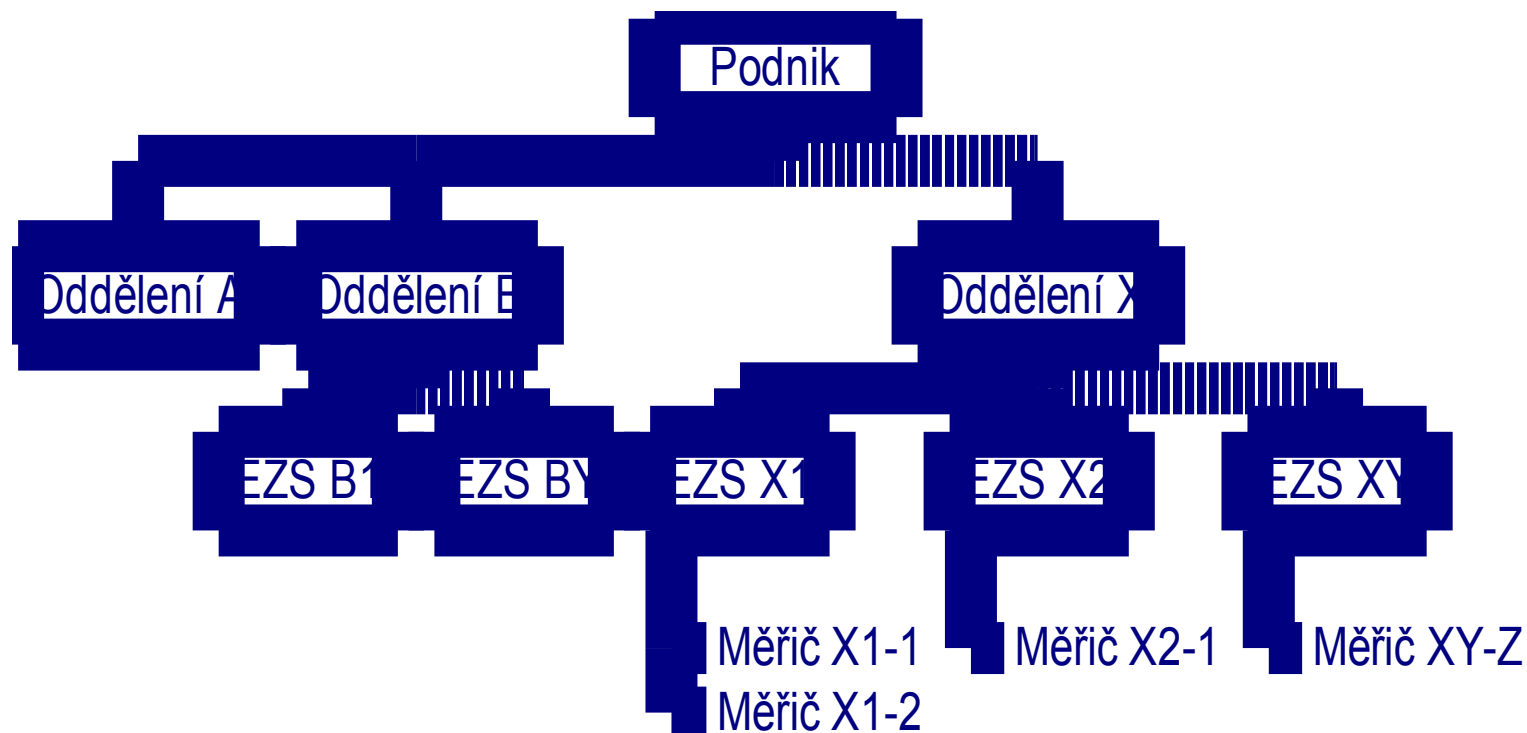 Podnik
Oddělení A
Oddělení B
Oddělení X
EZS B1
EZS BY
EZS X1
EZS X2
EZS XY
Měřič X1-1
Měřič X2-1
Měřič XY-Z
Měřič X1-2